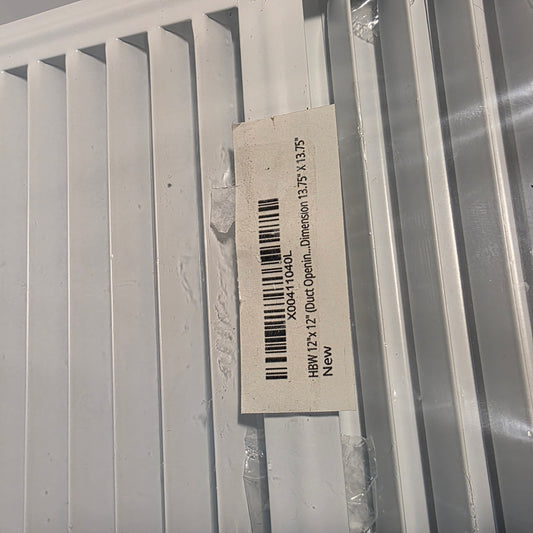 X00411040L
HBW 12"x 12" (Duct Openin...Dimension 13.75" X 13.75"
New